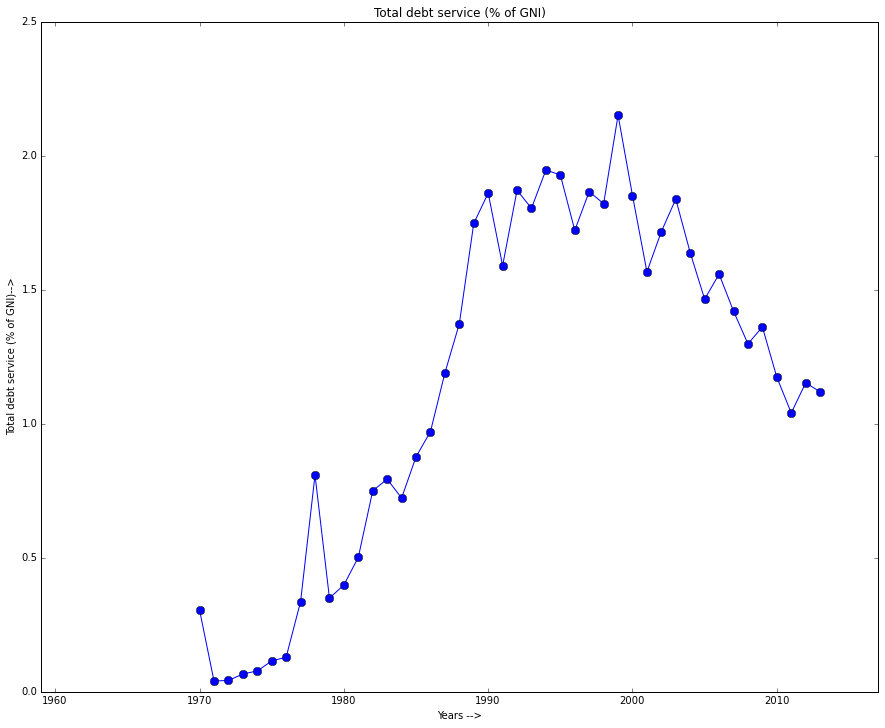 Total debt service (% of GNI)
2.5
2.0
1.5
1.0
0.5
0.0
Total debt service (% of GNI)-->
1960 1970 1980 1990 2000 2010
Years -->